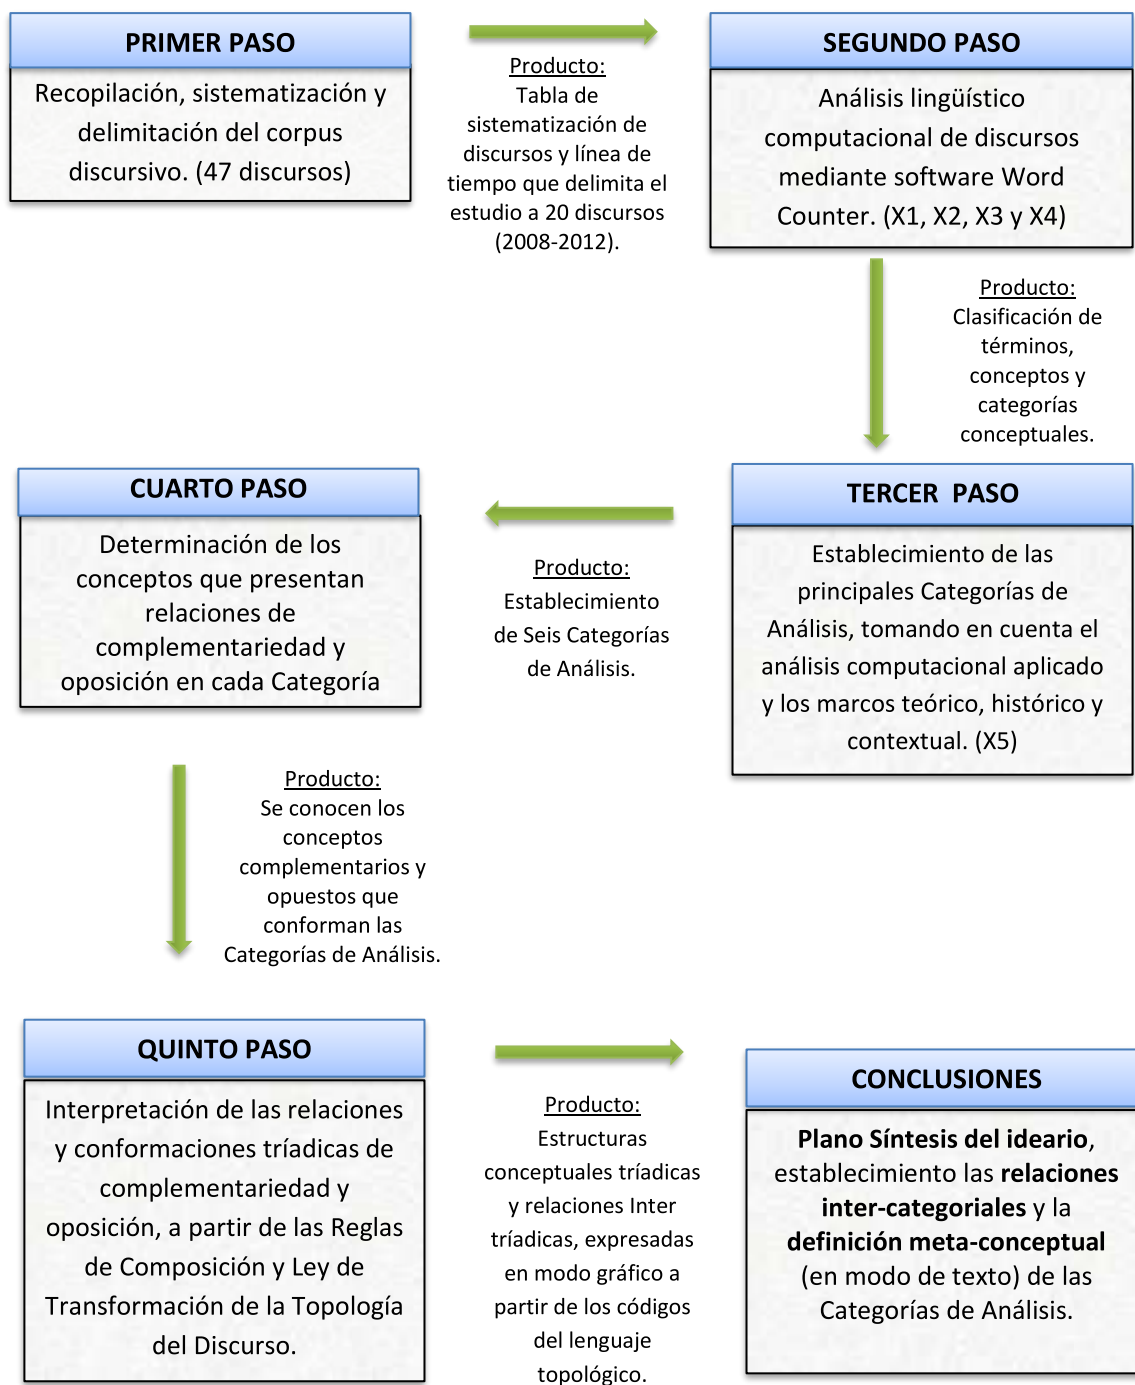 PRIMER PASO
Recopilación, sistematización y
delimitación del corpus
discursivo. (47 discursos)
Producto:
Tabla de
sistematización de
discursos y línea de
tiempo que delimita el
estudio a 20 discursos
(2008-2012).
SEGUNDO PASO
Análisis lingüístico
computacional de discursos
mediante software Word
Counter. (X1, X2, X3 y X4)
Producto:
Clasificación de
términos,
conceptos y
categorías
conceptuales.
TERCER PASO
Establecimiento de las
principales Categorías de
Análisis, tomando en cuenta el
análisis computacional aplicado
y los marcos teórico, histórico y
contextual. (X5)
Producto:
Establecimiento
de Seis Categorías
de Análisis.
CUARTO PASO
Determinación de los
conceptos que presentan
relaciones de
complementariedad y
oposición en cada Categoría
Producto:
Se conocen los
conceptos
complementarios y
opuestos que
conforman las
Categorías de Análisis.
QUINTO PASO
Interpretación de las relaciones
y conformaciones tríadicas de
complementariedad y
oposición, a partir de las Reglas
de Composición y Ley de
Transformación de la Topología
del Discurso.
Producto:
Estructuras
conceptuales tríadicas
y relaciones Inter
tríadicas, expresadas
en modo gráfico a
partir de los códigos
del lenguaje
topológico.
CONCLUSIONES
Plano Síntesis del ideario,
establecimiento las relaciones
inter-categoriales y la
definición meta-conceptual
(en modo de texto) de las
Categorías de Análisis.